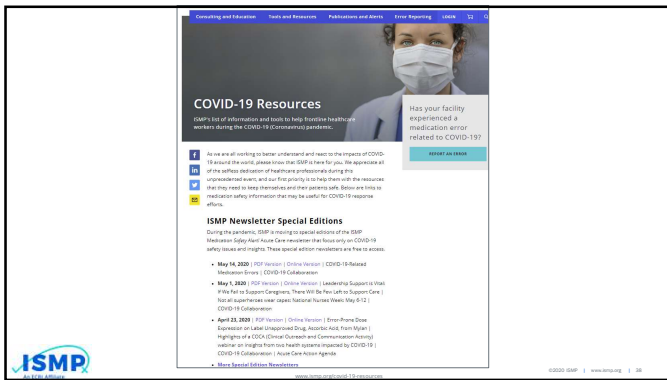 Consulting and Education Tools and Resources Publications and Alerts Error Reporting LOGIN
COVID-19 Resources
ISMP's list of information and tools to help frontline healthcare
workers during the COVID-19 (Coronavirus) pandemic.
Has your facility
experienced a
medication error
related to COVID-19?
REPORT AN ERROR
As we are all working to better understand and react to the impacts of COVID-
19 around the world, please know that ISMP is here for you. We appreciate all
of the selfless dedication of healthcare professionals during this
unprecedented event, and our first priority is to help them with the resources
that they need to keep themselves and their patients safe. Below are links to
medication safety information that may be useful for COVID-19 response
efforts.
ISMP Newsletter Special Editions
During the pandemic, ISMP is moving to special editions of the ISMP
Medication Safety Alert! Acute Care newsletter that focus only on COVID-19
safety issues and insights. These special edition newsletters are free to access.
• May 14, 2020 | PDF Version | Online Version | COVID-19-Related
Medication Errors | COVID-19 Collaboration
• May 1, 2020 | PDF Version | Online Version | Leadership Support is Vital:
If We Fail to Support Caregivers, There Will Be Few Left to Support Care |
Not all superheroes wear capes: National Nurses Week: May 6-12 |
COVID-19 Collaboration
• April 23, 2020 | PDF Version | Online Version | Error-Prone Dose
Expression on Label Unapproved Drug, Ascorbic Acid, from Mylan |
Highlights of a COCA (Clinical Outreach and Communication Activity)
webinar on insights from two health systems impacted by COVID-19 |
COVID-19 Collaboration | Acute Care Action Agenda
• More Special Edition Newsletters
www.ismp.org/covid-19-resources
ISMP
An ECRI Affiliate
©2020 ISMP | www.ismp.org | 38